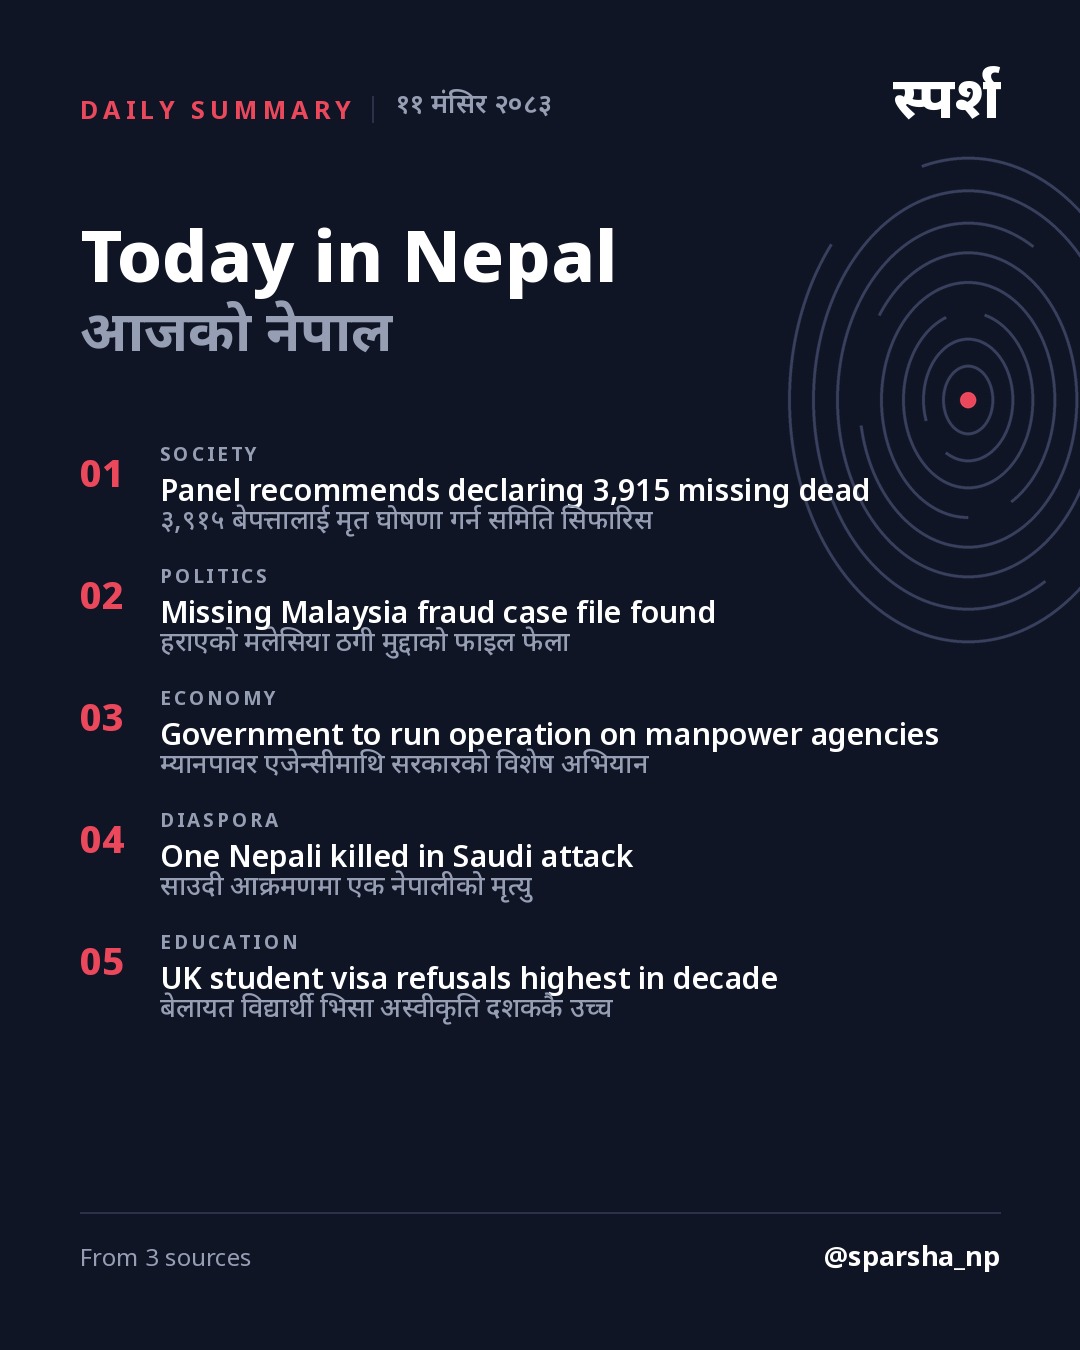 DAILY SUMMARY | ११ मंसिर २०८३
स्पर्श
Today in Nepal
आजको नेपाल
01
SOCIETY
Panel recommends declaring 3,915 missing dead
३,९१५ बेपत्तालाई मृत घोषणा गर्न समिति सिफारिस
02
POLITICS
Missing Malaysia fraud case file found
हराएको मलेसिया ठगी मुद्दाको फाइल फेला
03
ECONOMY
Government to run operation on manpower agencies
म्यानपावर एजेन्सीमाथि सरकारको विशेष अभियान
04
DIASPORA
One Nepali killed in Saudi attack
साउदी आक्रमणमा एक नेपालीको मृत्यु
05
EDUCATION
UK student visa refusals highest in decade
बेलायत विद्यार्थी भिसा अस्वीकृति दशककै उच्च
From 3 sources
@sparsha_np